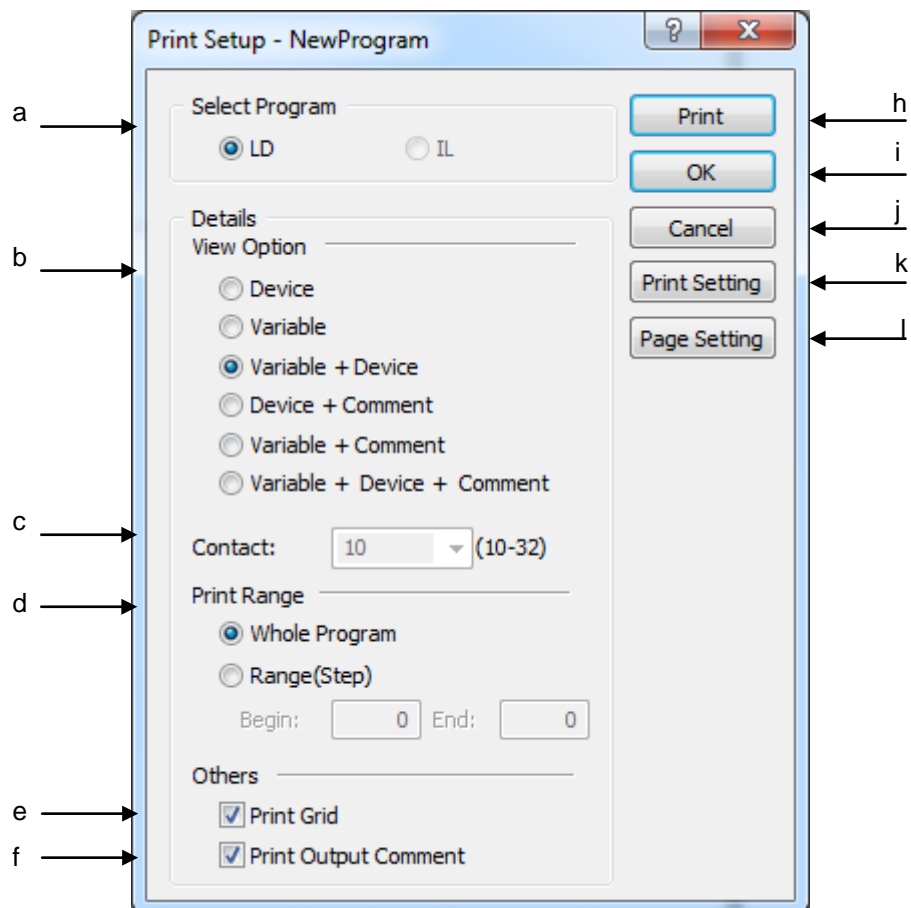 Print Setup - NewProgram
a
Select Program
LD
IL
Print
h
OK
i
Details
Cancel
j
b
View Option
Device
Print Setting
k
Variable
Page Setting
l
Variable + Device
Device + Comment
Variable + Comment
Variable + Device + Comment
c
Contact:
10
(10-32)
d
Print Range
Whole Program
Range(Step)
Begin:
0
End:
0
Others
e
Print Grid
f
Print Output Comment